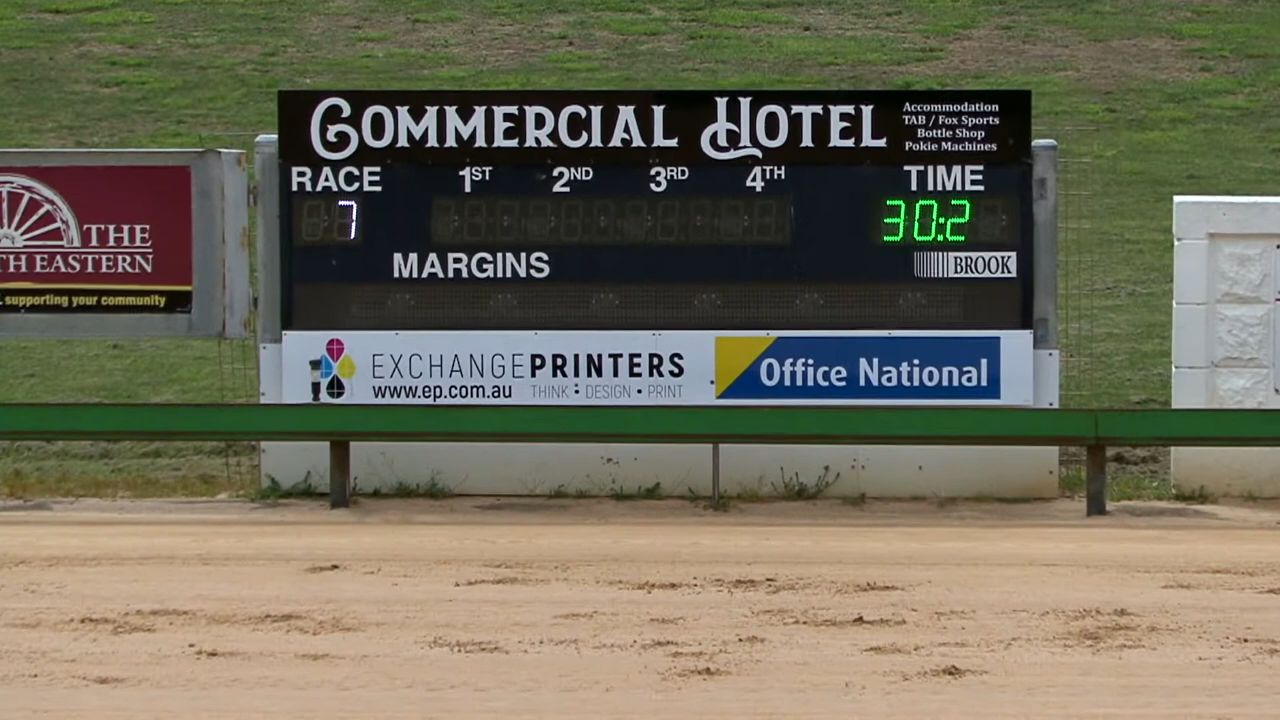 COMMERCIAL HOTEL
Accommodation
TAB / Fox Sports
Bottle Shop
Pokie Machines
RACE 1ST 2ND 3RD 4TH TIME
7 30:2
MARGINS
BROOK
THE
TH EASTERN
supporting your community
EXCHANGEPRINTERS
www.ep.com.au THINK : DESIGN • PRINT
Office National